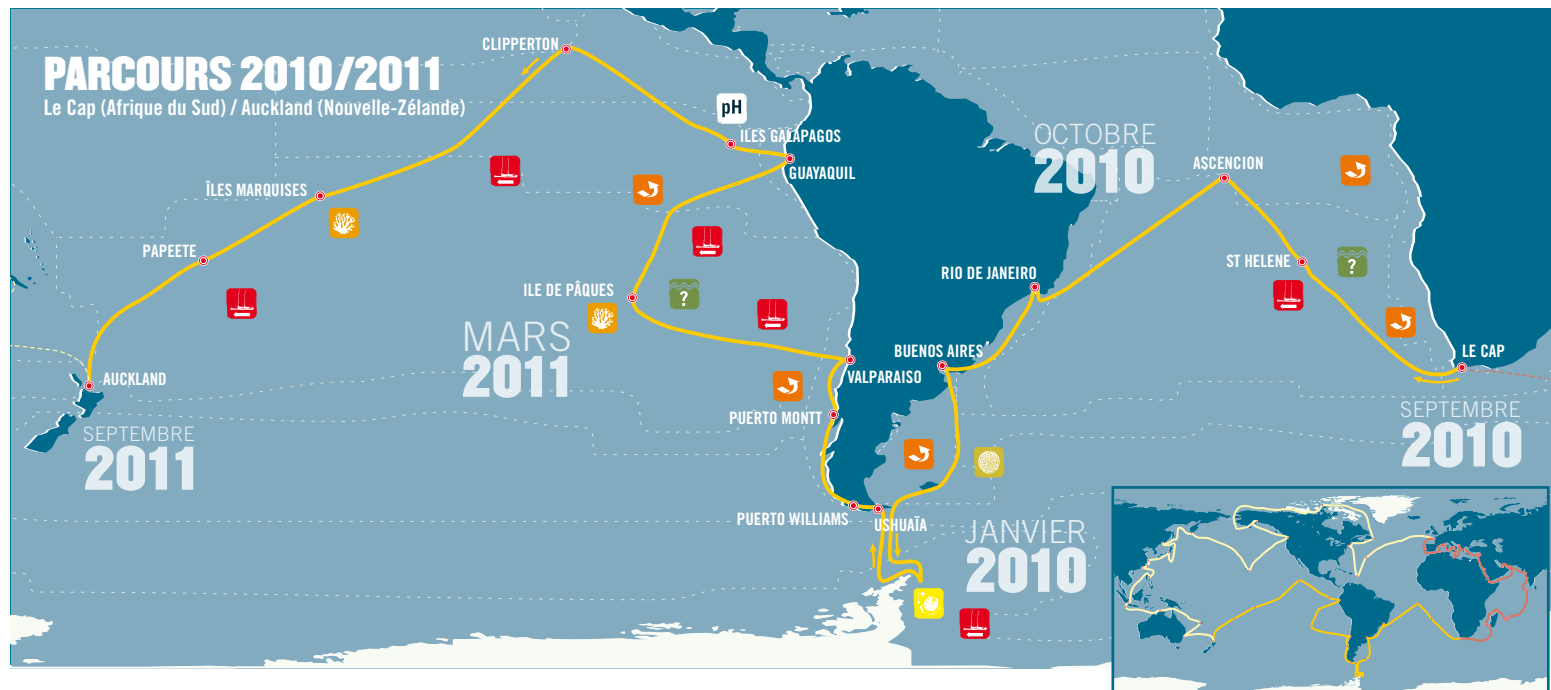 PARCOURS 2010/2011
Le Cap (Afrique du Sud) / Auckland (Nouvelle-Zélande)
CLIPPERTON
pH
ILES GALAPAGOS
GUAYAQUIL
OCTOBRE
2010
ASCENCION
ÎLES MARQUISES
PAPEETE
ST HELENE
?
RIO DE JANEIRO
ILE DE PÂQUES
?
MARS
2011
BUENOS AIRES
LE CAP
VALPARAISO
AUCKLAND
PUERTO MONTT
SEPTEMBRE
2010
SEPTEMBRE
2011
PUERTO WILLIAMS
USHUAÏA
JANVIER
2010